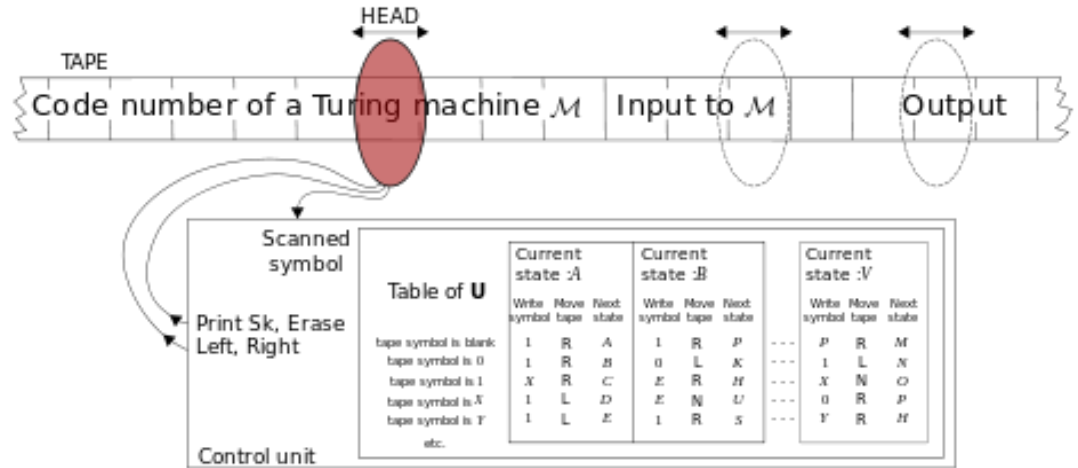 HEAD
TAPE
Code number of a Turing machine ℳ Input to ℳ Output
Scanned
symbol
Print Sk, Erase
Left, Right
Control unit
Table of U
Current
state :A
Current
state :B
Current
state :V
Write Move Next Write Move Next Write Move Next
symbol tape state symbol tape state symbol tape state
tape symbol is blank 1 R A 1 R P - - - - P R M
tape symbol is 0 1 R B 0 L K - - - - 1 L N
tape symbol is 1 X R C E R H - - - - X N O
tape symbol is X 1 L D E N U - - - - 0 R P
tape symbol is Y 1 L E 1 R S - - - - Y R H
etc.